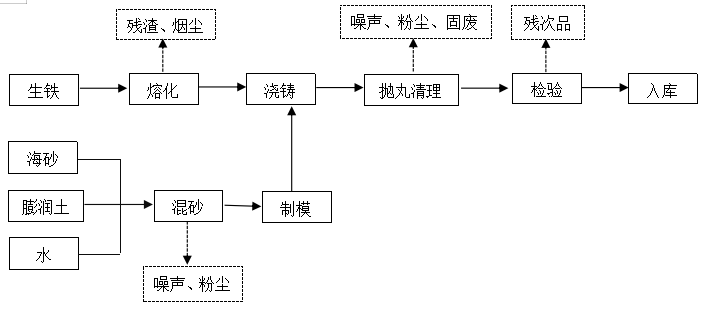 残渣、烟尘
噪声、粉尘、固废
残次品
生铁
熔化
浇铸
抛丸清理
检验
入库
海砂
膨润土
混砂
制模
水
噪声、粉尘